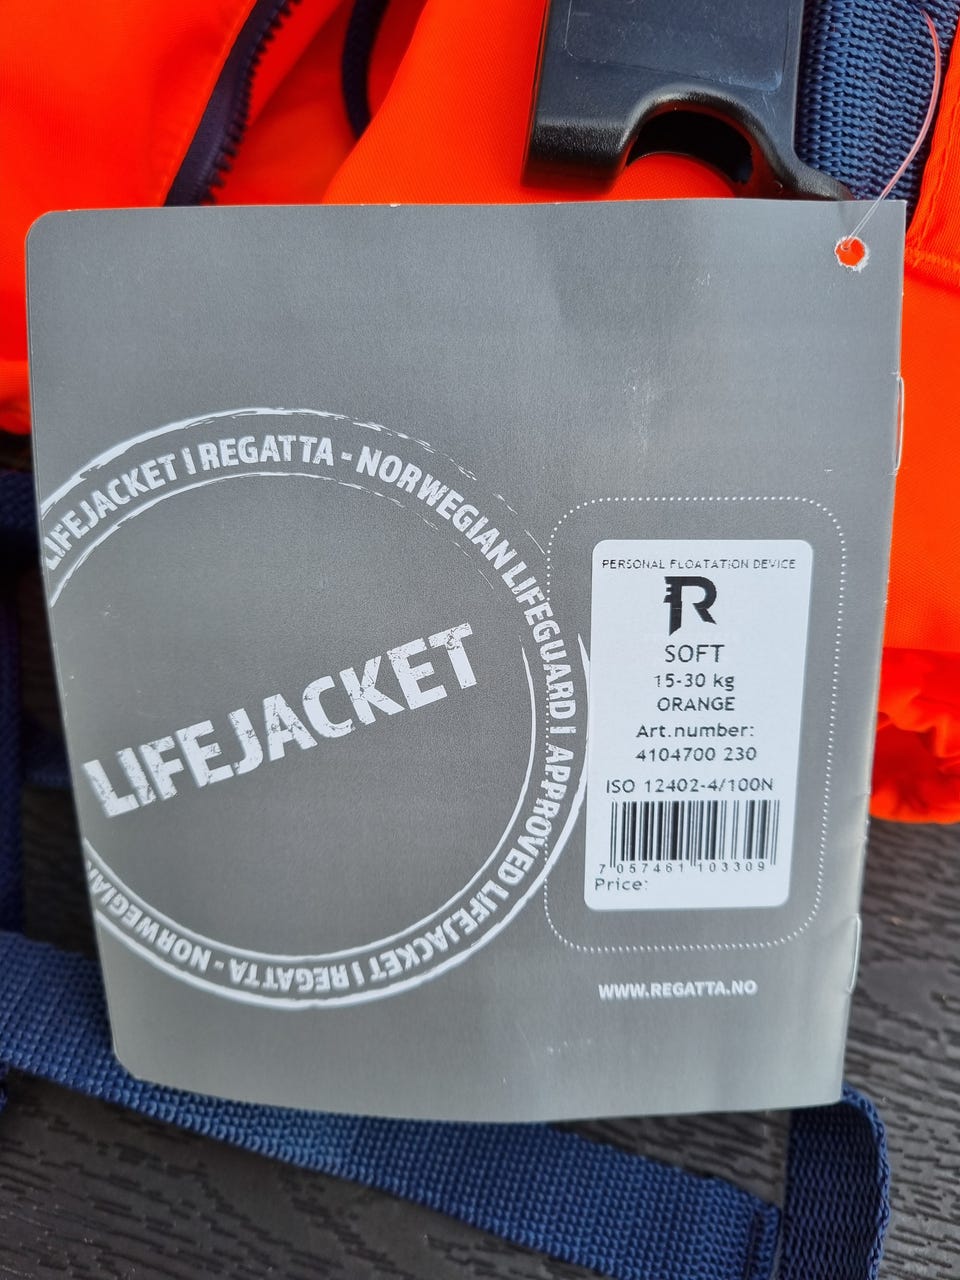 LIFEJACKET I REGATTA - NORWEGIAN LIFEGUARD I APPROVED LIFEJACKET I REGATTA - NORWEGIAN
LIFEJACKET
PERSONAL FLOATATION DEVICE
R
SOFT
15-30 kg
ORANGE
Art.number:
4104700 230
ISO 12402-4/100N
7 057461 103309
Price:
WWW.REGATTA.NO